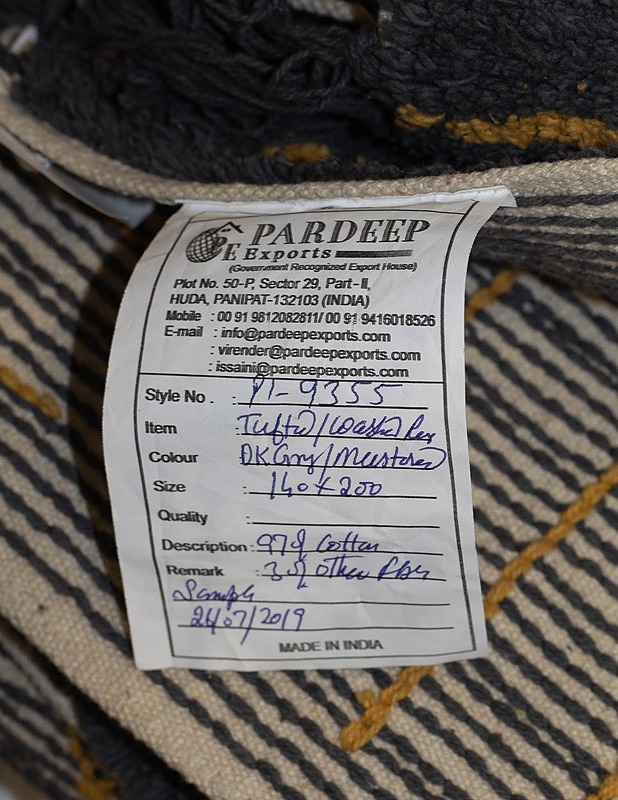 PARDEEP
PE Exports
(Government Recognized Export House)
Plot No. 50-P, Sector 29, Part-II,
HUDA, PANIPAT-132103 (INDIA)
Mobile : 00 91 9812082811/ 00 91 9416018526
E-mail : info@pardeepexports.com
: virender@pardeepexports.com
: issaini@pardeepexports.com
Style No. : PI-9355
Item : Tufted/Washed Rug
Colour DK Grey/Mustard
Size : 140x200
Quality :
Description : 97% Cotton
Remark : 3% other Fbr
Sample
24/07/2019
MADE IN INDIA